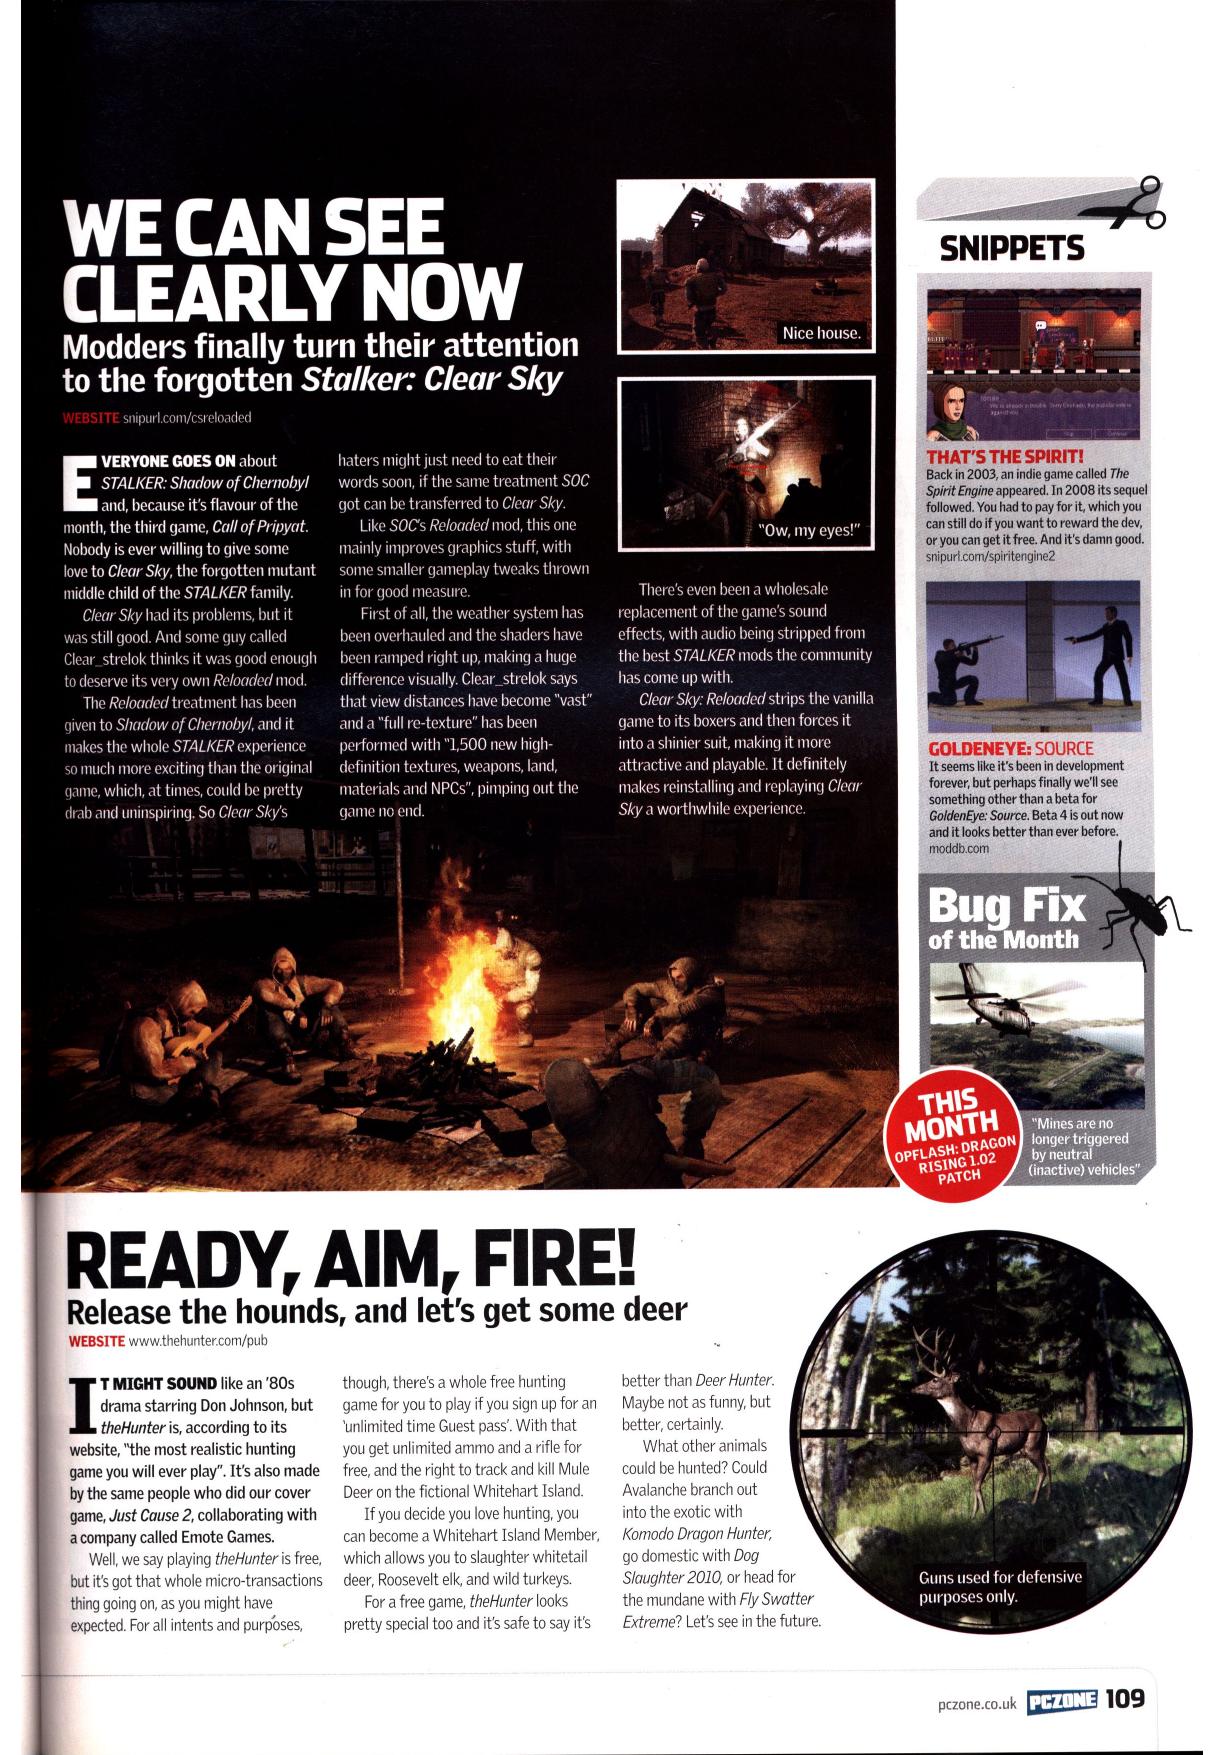 WE CAN SEE
CLEARLY NOW
Modders finally turn their attention
to the forgotten Stalker: Clear Sky
WEBSITE snipurl.com/csreloaded
EVERYONE GOES ON about
STALKER: Shadow of Chernobyl
and, because it's flavour of the
month, the third game, Call of Pripyat.
Nobody is ever willing to give some
love to Clear Sky, the forgotten mutant
middle child of the STALKER family.
Clear Sky had its problems, but it
was still good. And some guy called
Clear_strelok thinks it was good enough
to deserve its very own Reloaded mod.
The Reloaded treatment has been
given to Shadow of Chernobyl, and it
makes the whole STALKER experience
so much more exciting than the original
game, which, at times, could be pretty
drab and uninspiring. So Clear Sky's
haters might just need to eat their
words soon, if the same treatment SOC
got can be transferred to Clear Sky.
Like SOC's Reloaded mod, this one
mainly improves graphics stuff, with
some smaller gameplay tweaks thrown
in for good measure.
First of all, the weather system has
been overhauled and the shaders have
been ramped right up, making a huge
difference visually. Clear_strelok says
that view distances have become "vast"
and a "full re-texture" has been
performed with "1,500 new high-
definition textures, weapons, land,
materials and NPCs", pimping out the
game no end.
Nice house.
"Ow, my eyes!"
There's even been a wholesale
replacement of the game's sound
effects, with audio being stripped from
the best STALKER mods the community
has come up with.
Clear Sky: Reloaded strips the vanilla
game to its boxers and then forces it
into a shinier suit, making it more
attractive and playable. It definitely
makes reinstalling and replaying Clear
Sky a worthwhile experience.
SNIPPETS
THAT'S THE SPIRIT!
Back in 2003, an indie game called The
Spirit Engine appeared. In 2008 its sequel
followed. You had to pay for it, which you
can still do if you want to reward the dev,
or you can get it free. And it's damn good.
snipurl.com/spiritengine2
GOLDENEYE: SOURCE
It seems like it's been in development
forever, but perhaps finally we'll see
something other than a beta for
GoldenEye: Source. Beta 4 is out now
and it looks better than ever before.
moddb.com
Bug Fix
of the Month
THIS
MONTH
OPFLASH: DRAGON
RISING 1.02
PATCH
"Mines are no
longer triggered
by neutral
(inactive) vehicles"
READY, AIM, FIRE!
Release the hounds, and let's get some deer
WEBSITE www.thehunter.com/pub
IT MIGHT SOUND like an '80s
drama starring Don Johnson, but
theHunter is, according to its
website, "the most realistic hunting
game you will ever play". It's also made
by the same people who did our cover
game, Just Cause 2, collaborating with
a company called Emote Games.
Well, we say playing theHunter is free,
but it's got that whole micro-transactions
thing going on, as you might have
expected. For all intents and purposes,
though, there's a whole free hunting
game for you to play if you sign up for an
'unlimited time Guest pass'. With that
you get unlimited ammo and a rifle for
free, and the right to track and kill Mule
Deer on the fictional Whitehart Island.
If you decide you love hunting, you
can become a Whitehart Island Member,
which allows you to slaughter whitetail
deer, Roosevelt elk, and wild turkeys.
For a free game, theHunter looks
pretty special too and it's safe to say it's
better than Deer Hunter.
Maybe not as funny, but
better, certainly.
What other animals
could be hunted? Could
Avalanche branch out
into the exotic with
Komodo Dragon Hunter,
go domestic with Dog
Slaughter 2010, or head for
the mundane with Fly Swatter
Extreme? Let's see in the future.
Guns used for defensive
purposes only.
pczone.co.uk PCZONE 109